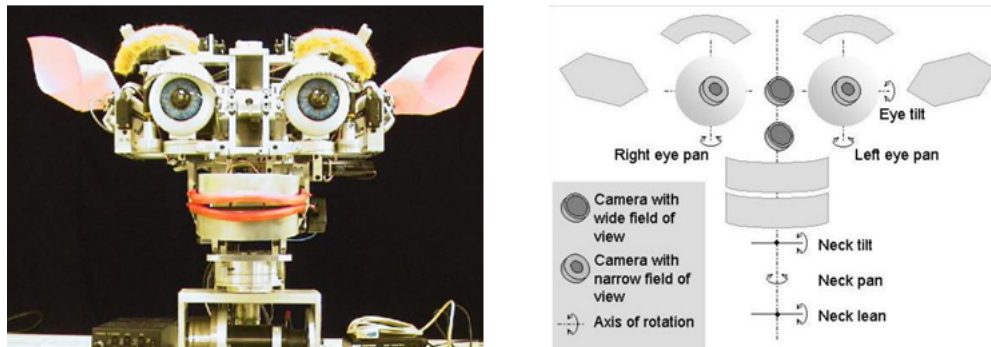 Eye tilt
Right eye pan
Left eye pan
Camera with
wide field of
view
Camera with
narrow field of
view
Axis of rotation
Neck tilt
Neck pan
Neck lean